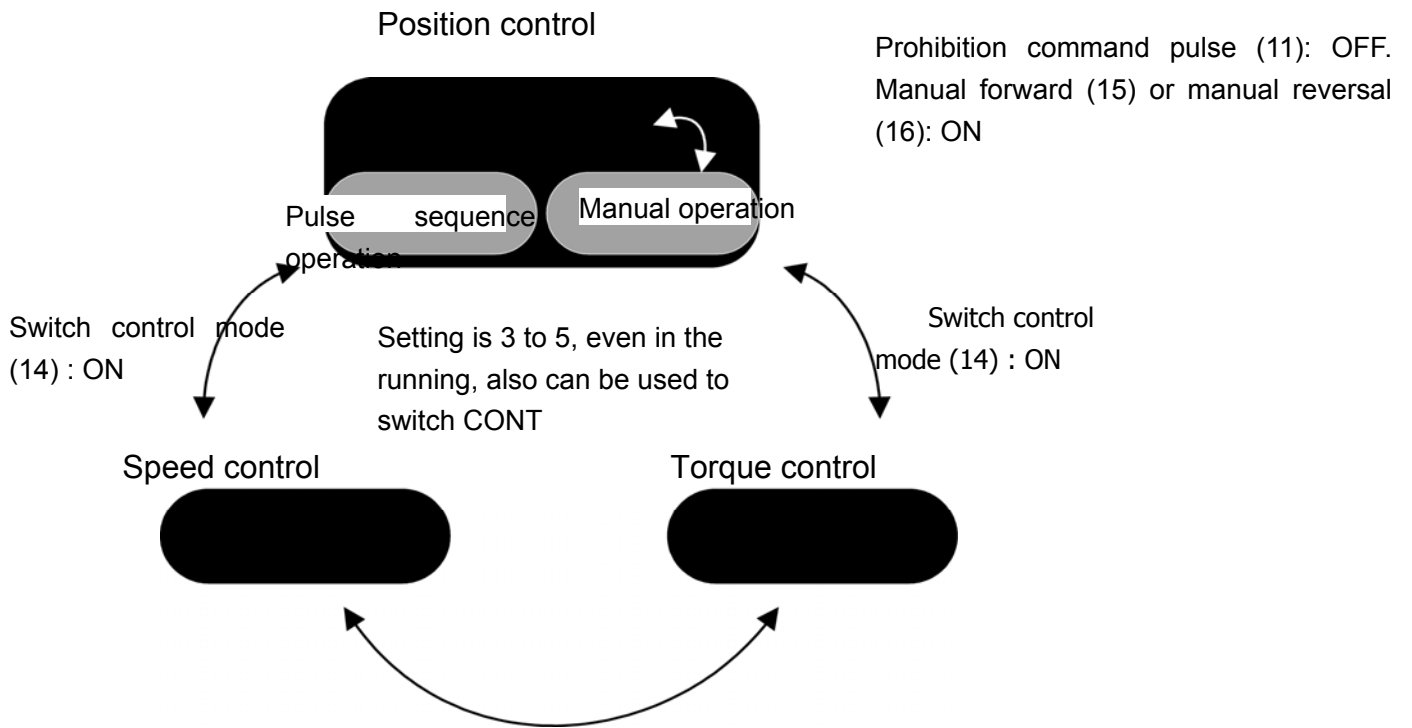 Position control
Prohibition command pulse (11): OFF.
Manual forward (15) or manual reversal
(16): ON
Pulse sequence
operation
Manual operation
Switch control mode
(14) : ON
Setting is 3 to 5, even in the
running, also can be used to
switch CONT
Switch control
mode (14) : ON
Speed control
Torque control